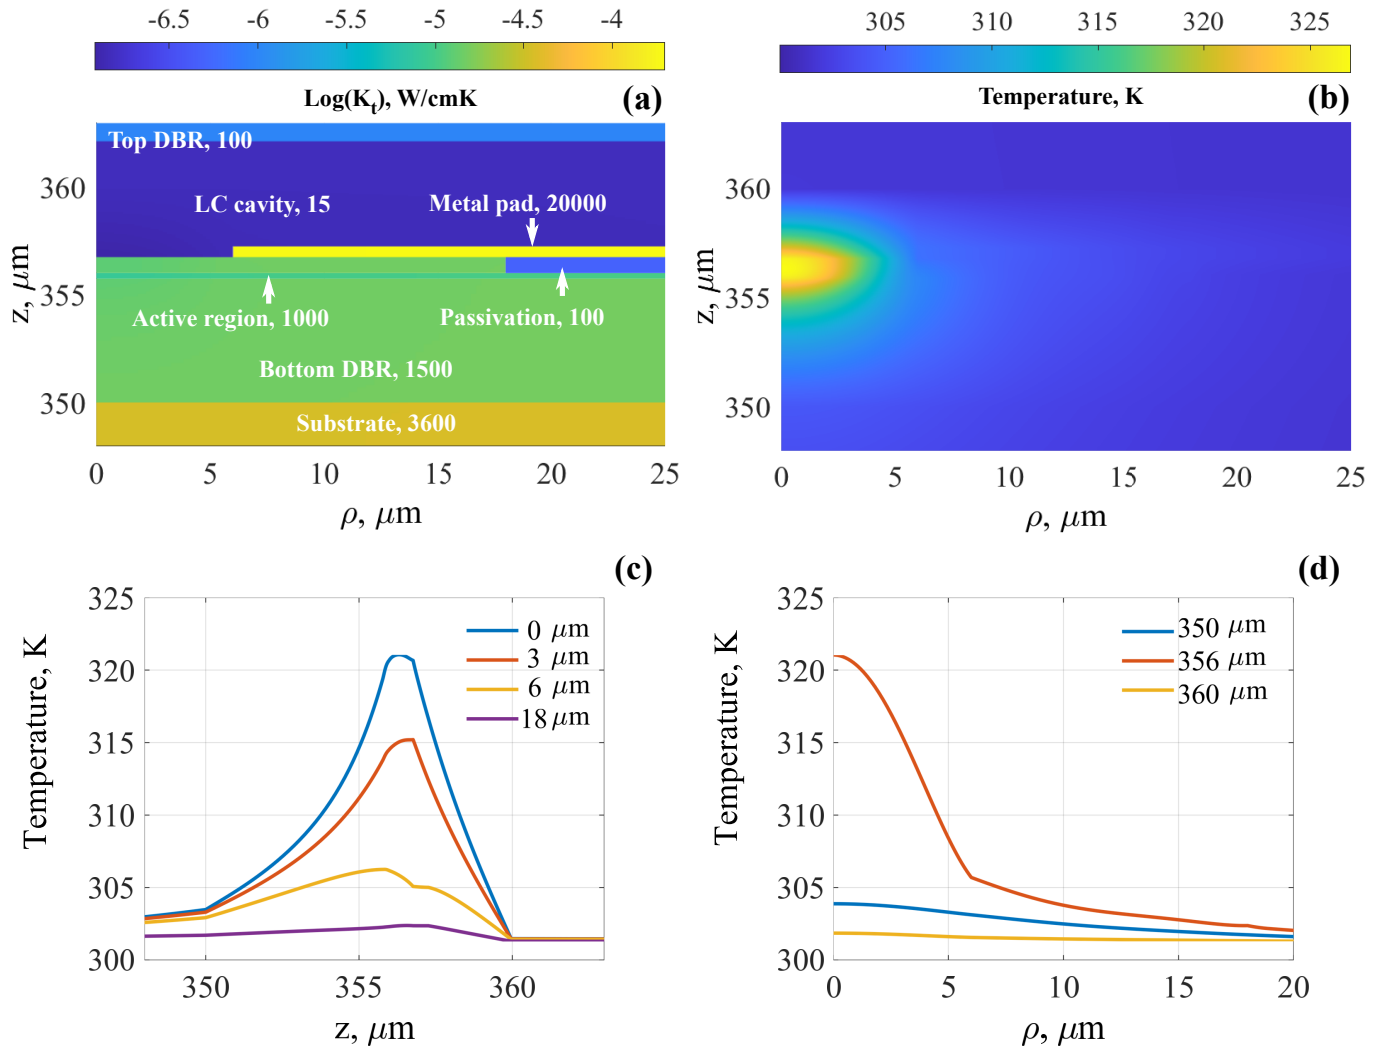 -6.5 -6 -5.5 -5 -4.5 -4
Log(Kt), W/cmK
(a)
Top DBR, 100
LC cavity, 15
Metal pad, 20000
Active region, 1000
Passivation, 100
Bottom DBR, 1500
Substrate, 3600
360
355
350
z, μm
0 5 10 15 20 25
ρ, μm
305 310 315 320 325
Temperature, K
(b)
360
355
350
z, μm
0 5 10 15 20 25
ρ, μm
(c)
325
320
315
310
305
300
Temperature, K
0 μm
3 μm
6 μm
18 μm
350 355 360
z, μm
(d)
325
320
315
310
305
300
Temperature, K
350 μm
356 μm
360 μm
0 5 10 15 20
ρ, μm